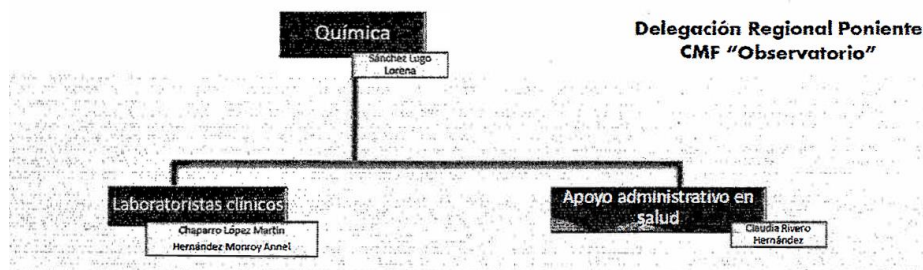 Química
Sánchez Lugo
Lorena
Delegación Regional Poniente
CMF "Observatorio"
Laboratoristas clínicos
Chaparro López Martin
Hernández Monroy Annel
Apoyo administrativo en
salud
Claudia Rivero
Hernández